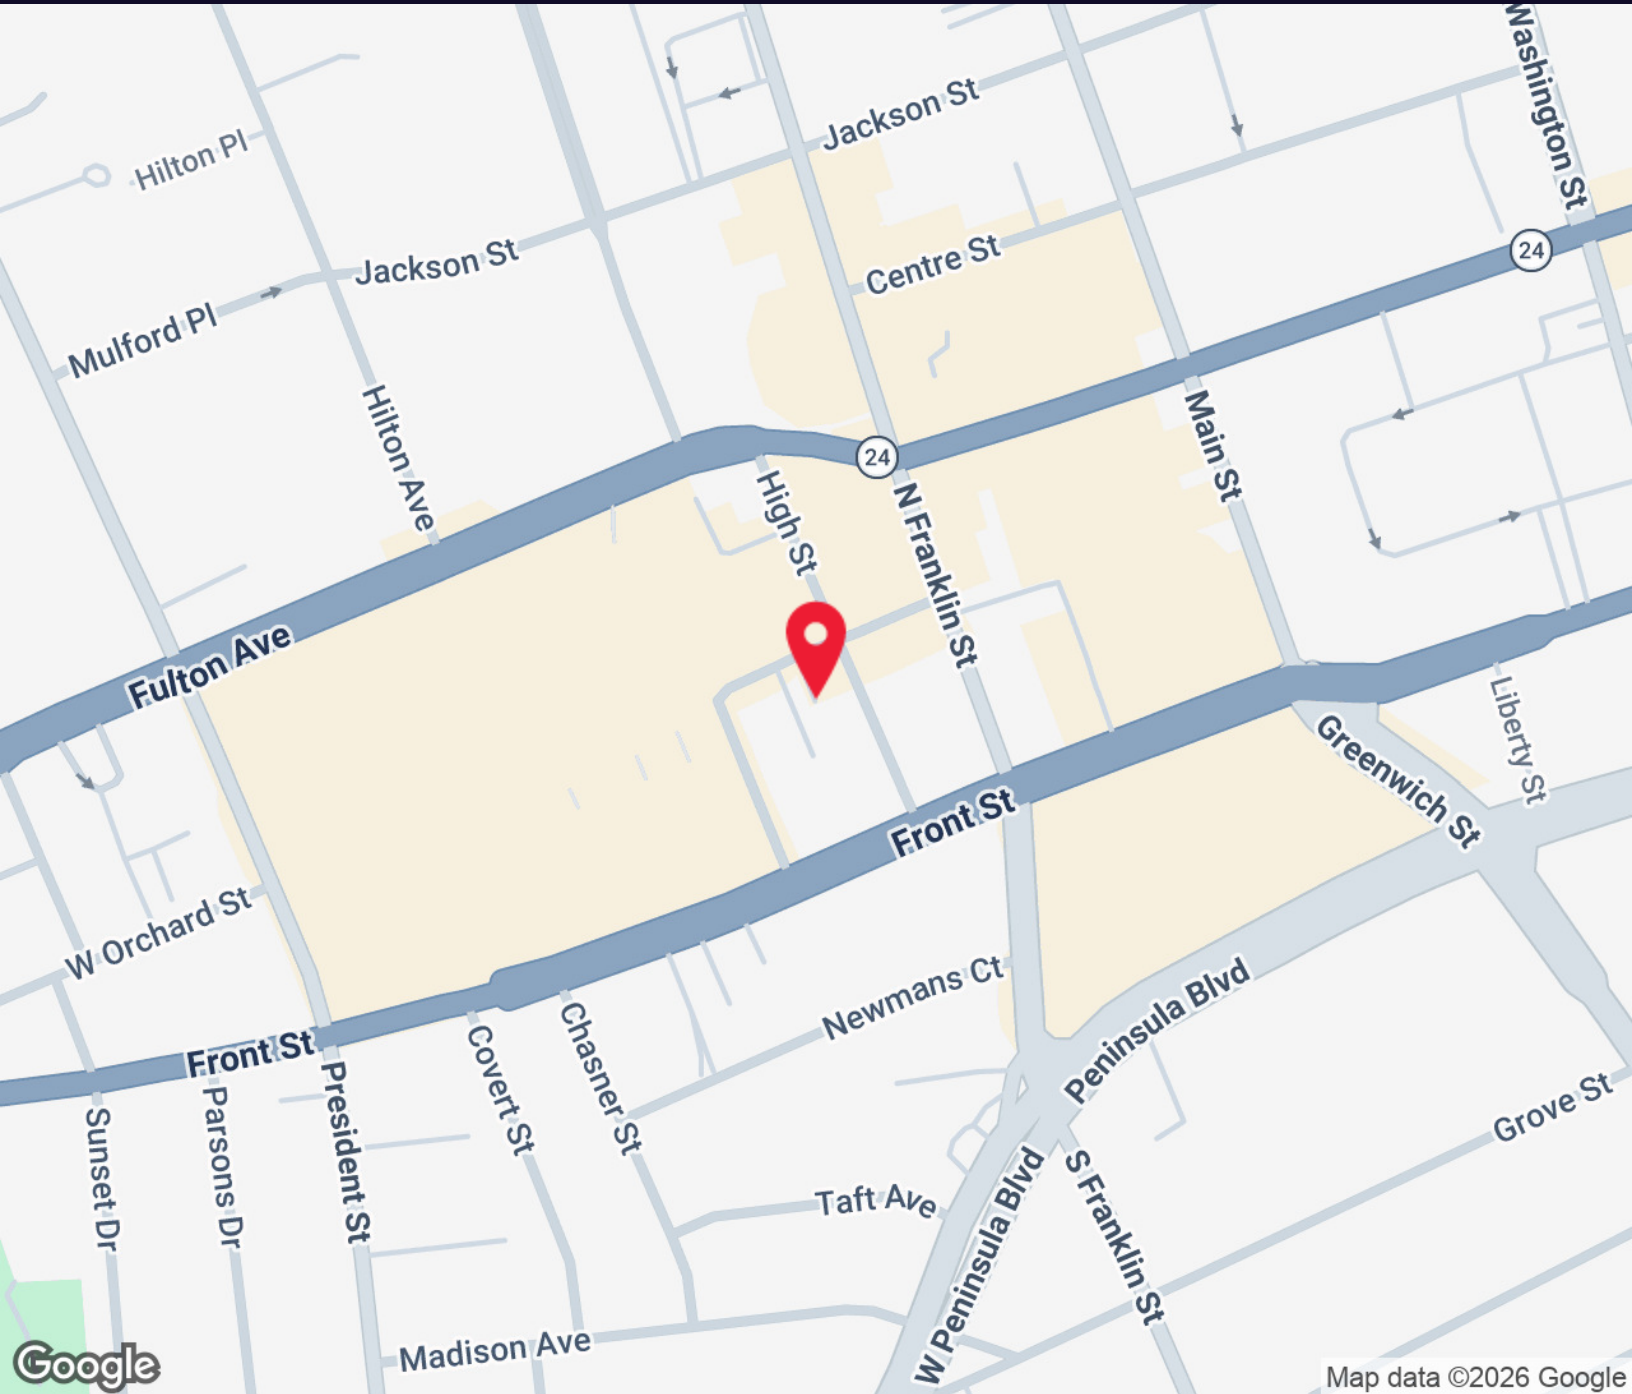 Washington St
Jackson St
Hilton Pl
Centre St
24
Jackson St
Mulford Pl
Hilton Ave
Main St
24
High St
N Franklin St
Fulton Ave
Liberty St
Greenwich St
Front St
W Orchard St
Newmans Ct
Peninsula Blvd
Front St
Chasner St
Covert St
President St
Parsons Dr
Sunset Dr
Grove St
Taft Ave
W Peninsula Blvd
S Franklin St
Madison Ave
Google
Map data ©2026 Google